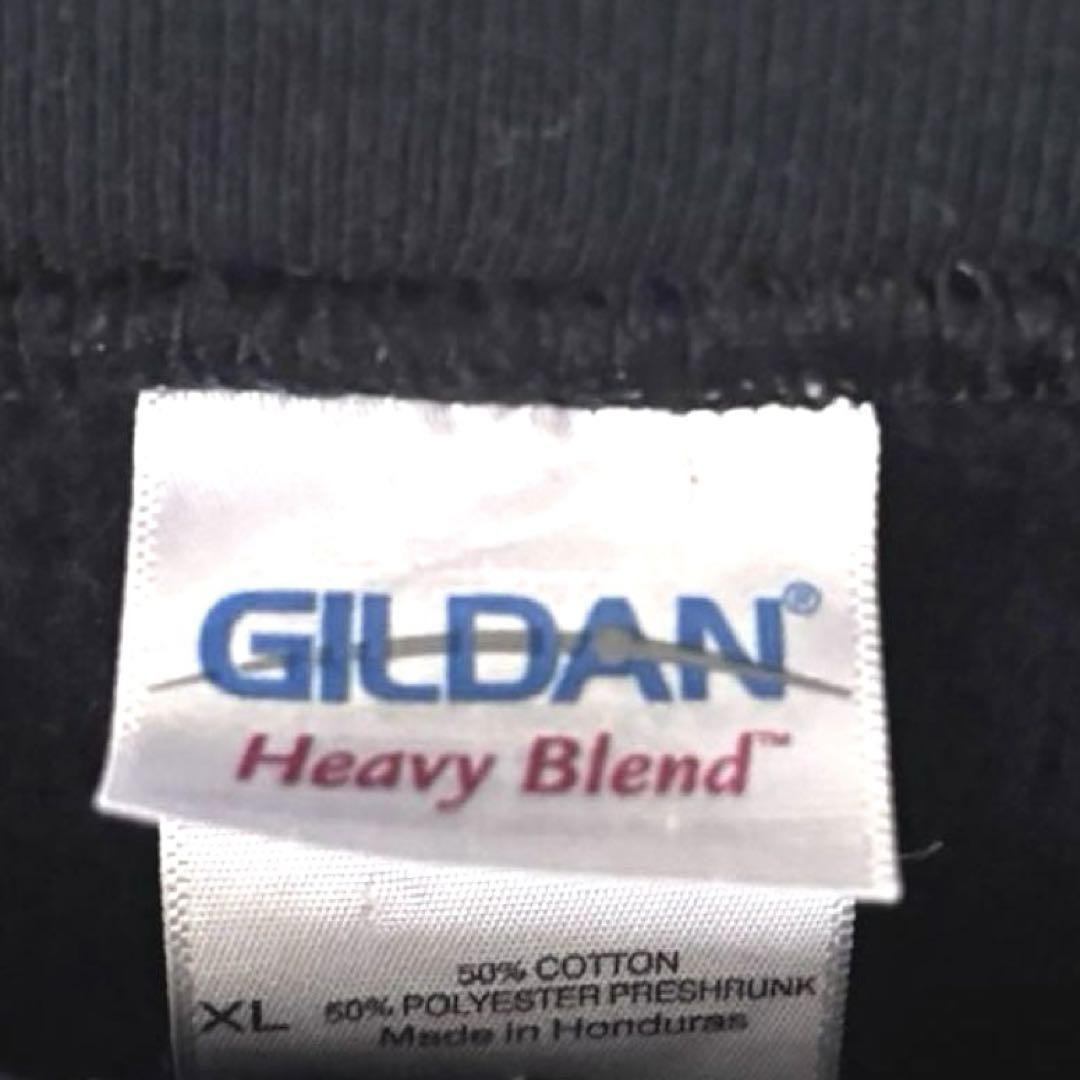 GILDAN®
Heavy Blend™
50% COTTON
XL 50% POLYESTER PRESHRUNK
Made in Honduras